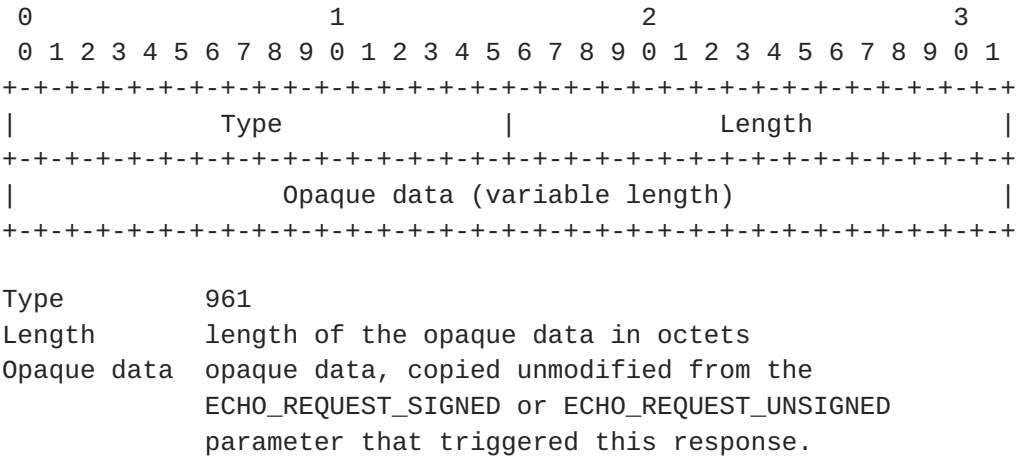 0                   1                   2                   3
 0 1 2 3 4 5 6 7 8 9 0 1 2 3 4 5 6 7 8 9 0 1 2 3 4 5 6 7 8 9 0 1
+-+-+-+-+-+-+-+-+-+-+-+-+-+-+-+-+-+-+-+-+-+-+-+-+-+-+-+-+-+-+-+-+
|             Type              |             Length            |
+-+-+-+-+-+-+-+-+-+-+-+-+-+-+-+-+-+-+-+-+-+-+-+-+-+-+-+-+-+-+-+-+
|                 Opaque data (variable length)                 |
+-+-+-+-+-+-+-+-+-+-+-+-+-+-+-+-+-+-+-+-+-+-+-+-+-+-+-+-+-+-+-+-+

Type         961
Length       length of the opaque data in octets
Opaque data  opaque data, copied unmodified from the
             ECHO_REQUEST_SIGNED or ECHO_REQUEST_UNSIGNED
             parameter that triggered this response.